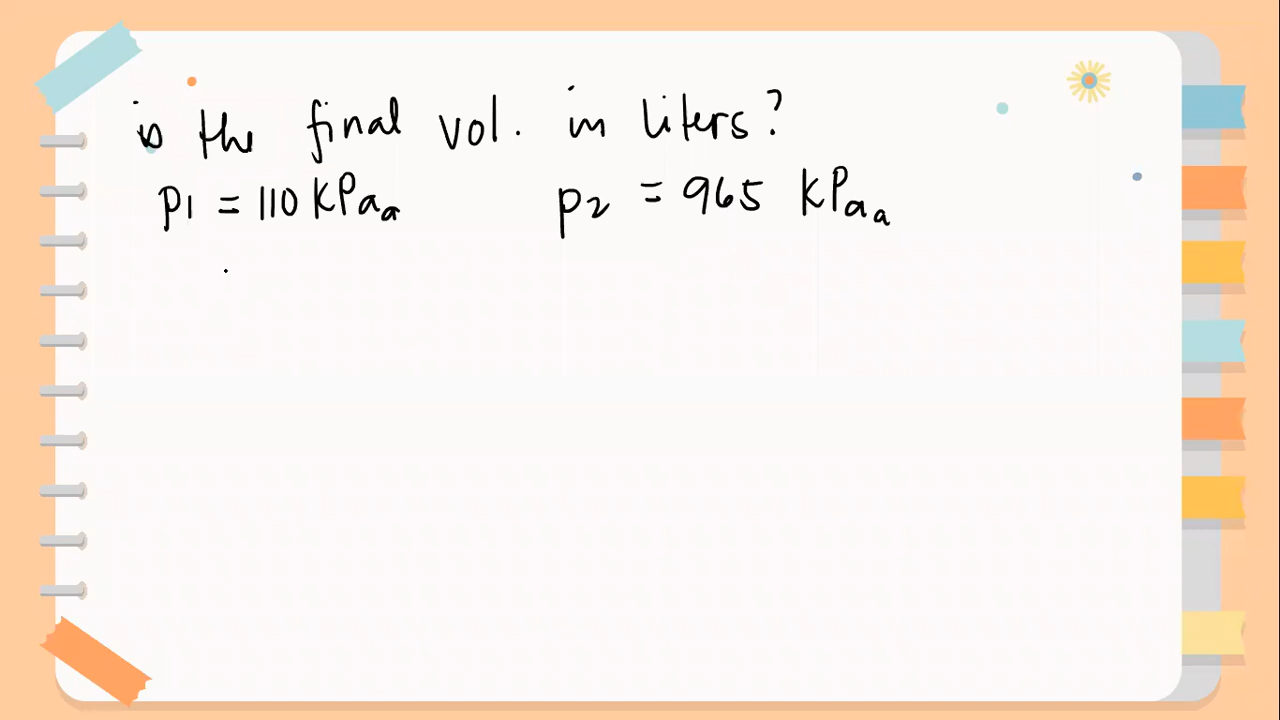 is the final vol. in liters?
p1 = 110 kPaa p2 = 965 kPaa